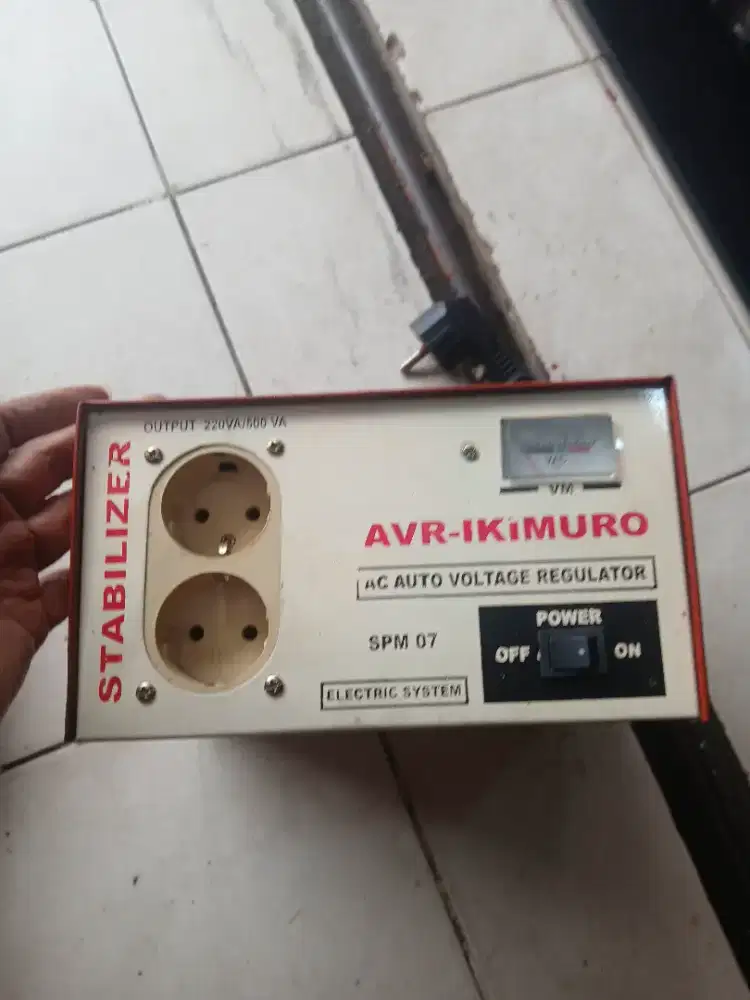 OUTPUT 220VA/500 VA
STABILIZER
VM
AVR-IKiMURO
AC AUTO VOLTAGE REGULATOR
SPM 07
POWER
OFF
ON
ELECTRIC SYSTEM